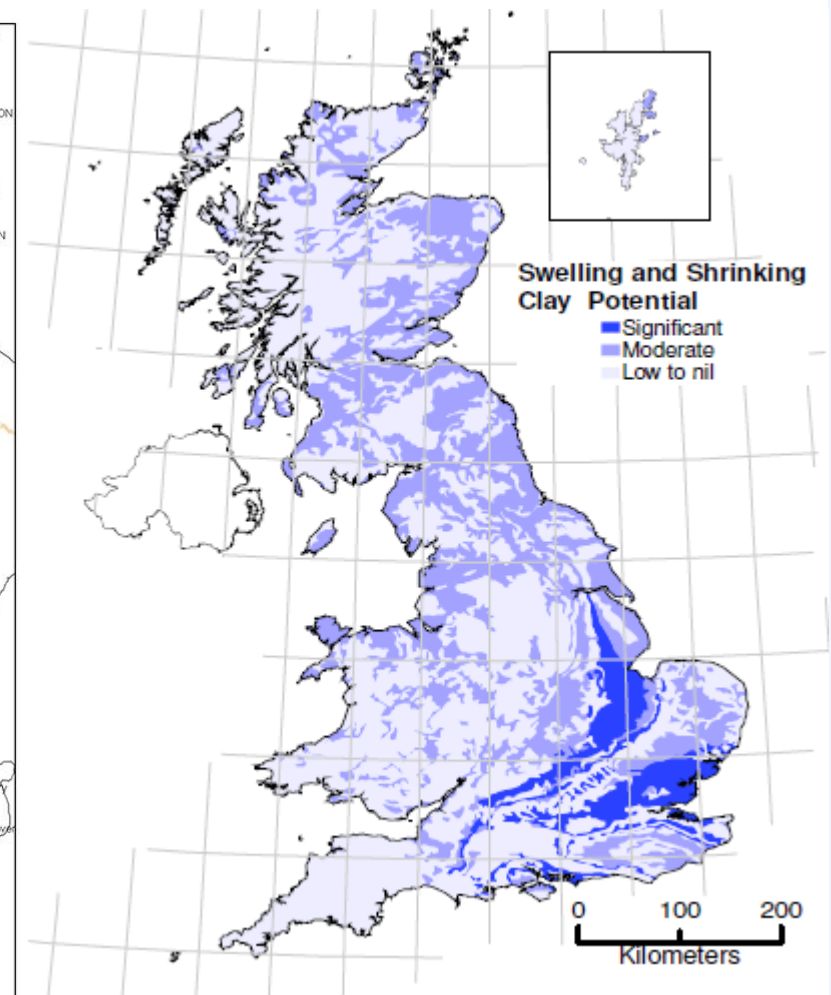 Swelling and Shrinking
Clay Potential
Significant
Moderate
Low to nil
0 100 200
Kilometers